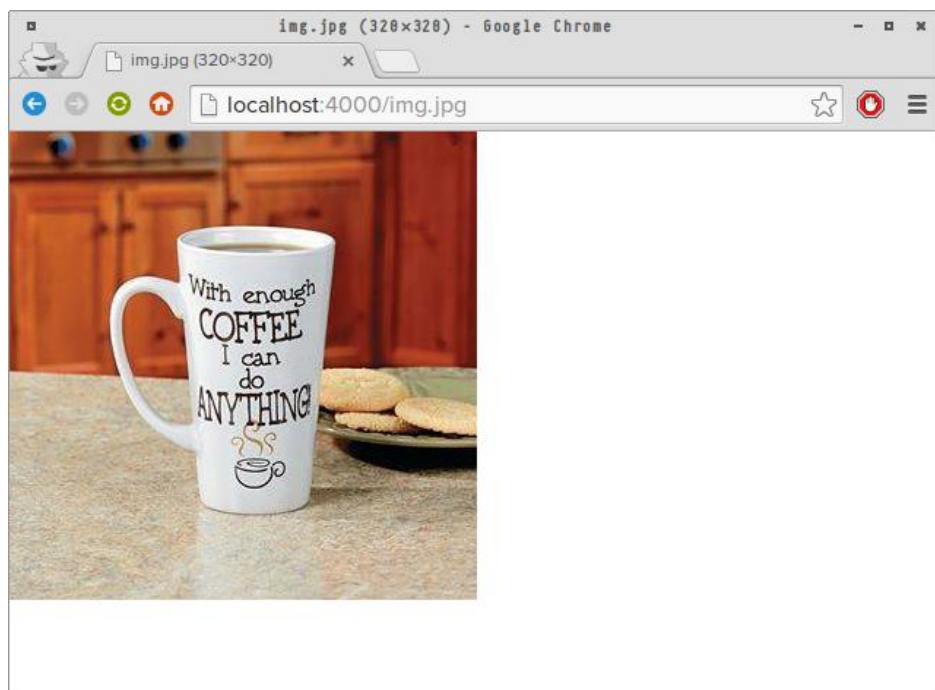 img.jpg (320×320) - Google Chrome
img.jpg (320×320)
localhost:4000/img.jpg
With enough
COFFEE
I can
do
ANYTHING!